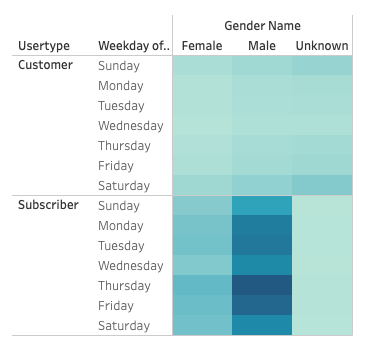 Gender Name
Usertype Weekday of.. Female Male Unknown
Customer Sunday
Monday
Tuesday
Wednesday
Thursday
Friday
Saturday
Subscriber Sunday
Monday
Tuesday
Wednesday
Thursday
Friday
Saturday